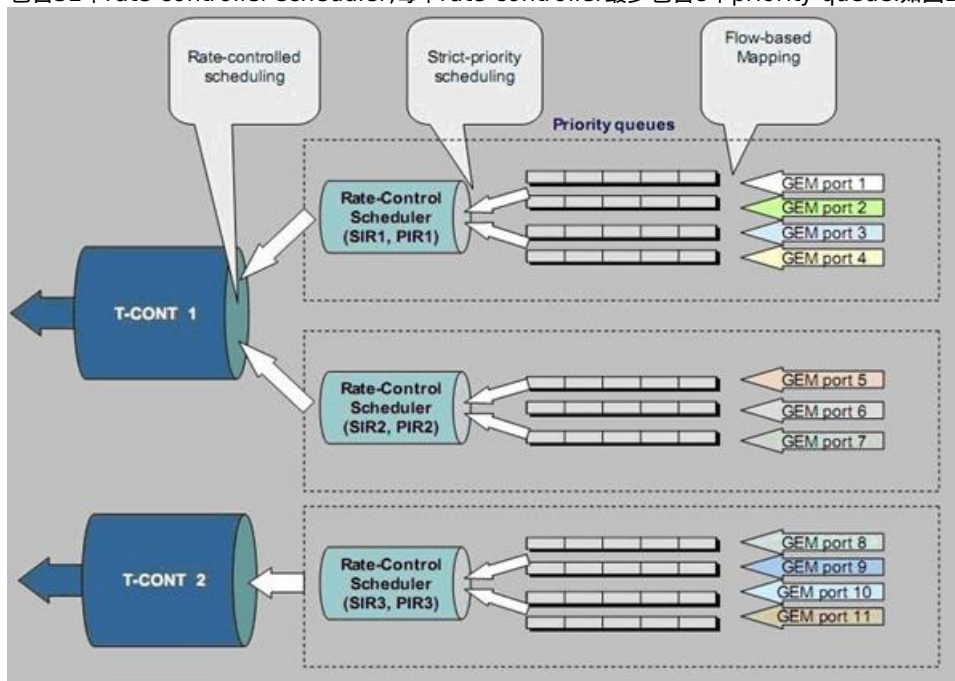 Rate-controlled
scheduling
Strict-priority
scheduling
Flow-based
Mapping
Priority queues
Rate-Control
Scheduler
(SIR1, PIR1)
GEM port 1
GEM port 2
GEM port 3
GEM port 4
T-CONT 1
Rate-Control
Scheduler
(SIR2, PIR2)
GEM port 5
GEM port 6
GEM port 7
T-CONT 2
Rate-Control
Scheduler
(SIR3, PIR3)
GEM port 8
GEM port 9
GEM port 10
GEM port 11